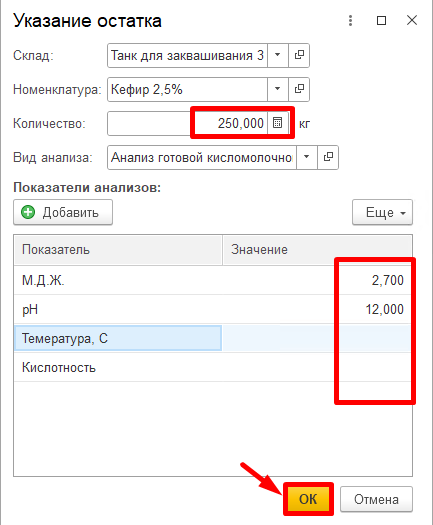 Указание остатка
Склад: Танк для заквашивания 3
Номенклатура: Кефир 2,5%
Количество: 250,000 кг
Вид анализа: Анализ готовой кисломолочно
Показатели анализов:
Добавить Еще
Показатель Значение
М.Д.Ж. 2,700
pH 12,000
Темература, С
Кислотность
ОК Отмена